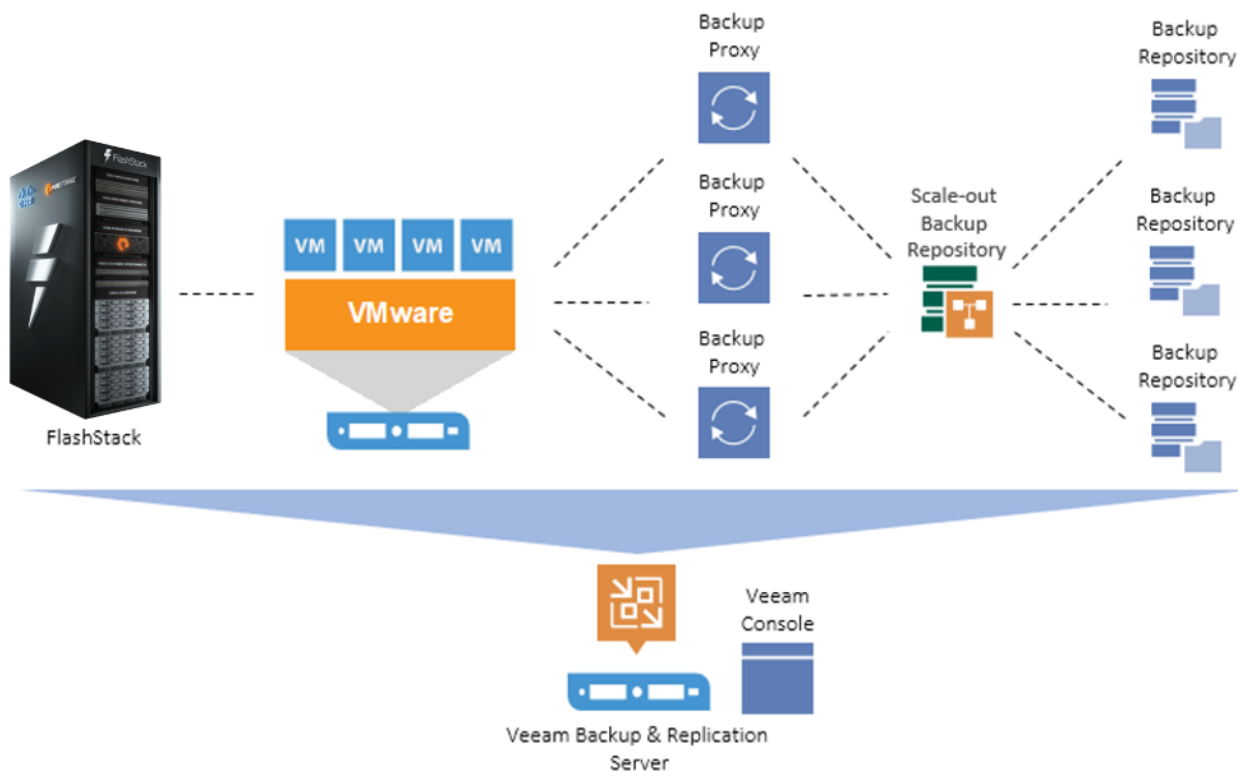 Backup
Proxy
Backup
Repository
FlashStack
Backup
Proxy
Scale-out
Backup
Repository
Backup
Repository
VM VM VM VM
VMware
Backup
Proxy
Backup
Repository
FlashStack
Veeam
Console
Veeam Backup & Replication
Server